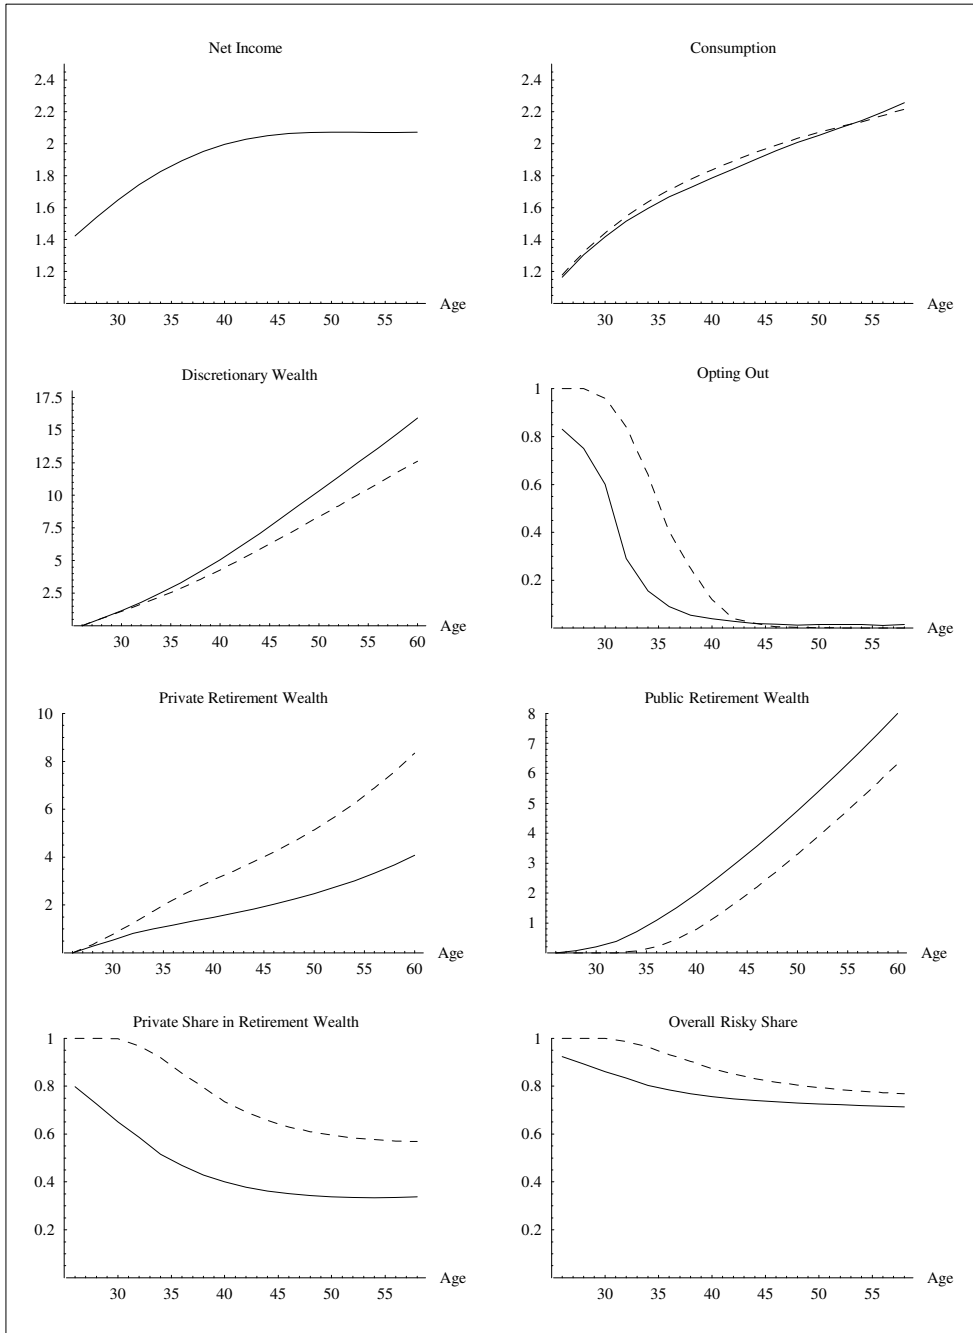 Net Income
2.4
2.2
2
1.8
1.6
1.4
1.2
30 35 40 45 50 55
Age
Consumption
2.4
2.2
2
1.8
1.6
1.4
1.2
30 35 40 45 50 55
Age
Discretionary Wealth
17.5
15
12.5
10
7.5
5
2.5
30 35 40 45 50 55 60
Age
Opting Out
1
0.8
0.6
0.4
0.2
30 35 40 45 50 55
Age
Private Retirement Wealth
10
8
6
4
2
30 35 40 45 50 55 60
Age
Public Retirement Wealth
8
7
6
5
4
3
2
1
30 35 40 45 50 55 60
Age
Private Share in Retirement Wealth
1
0.8
0.6
0.4
0.2
30 35 40 45 50 55
Age
Overall Risky Share
1
0.8
0.6
0.4
0.2
30 35 40 45 50 55
Age